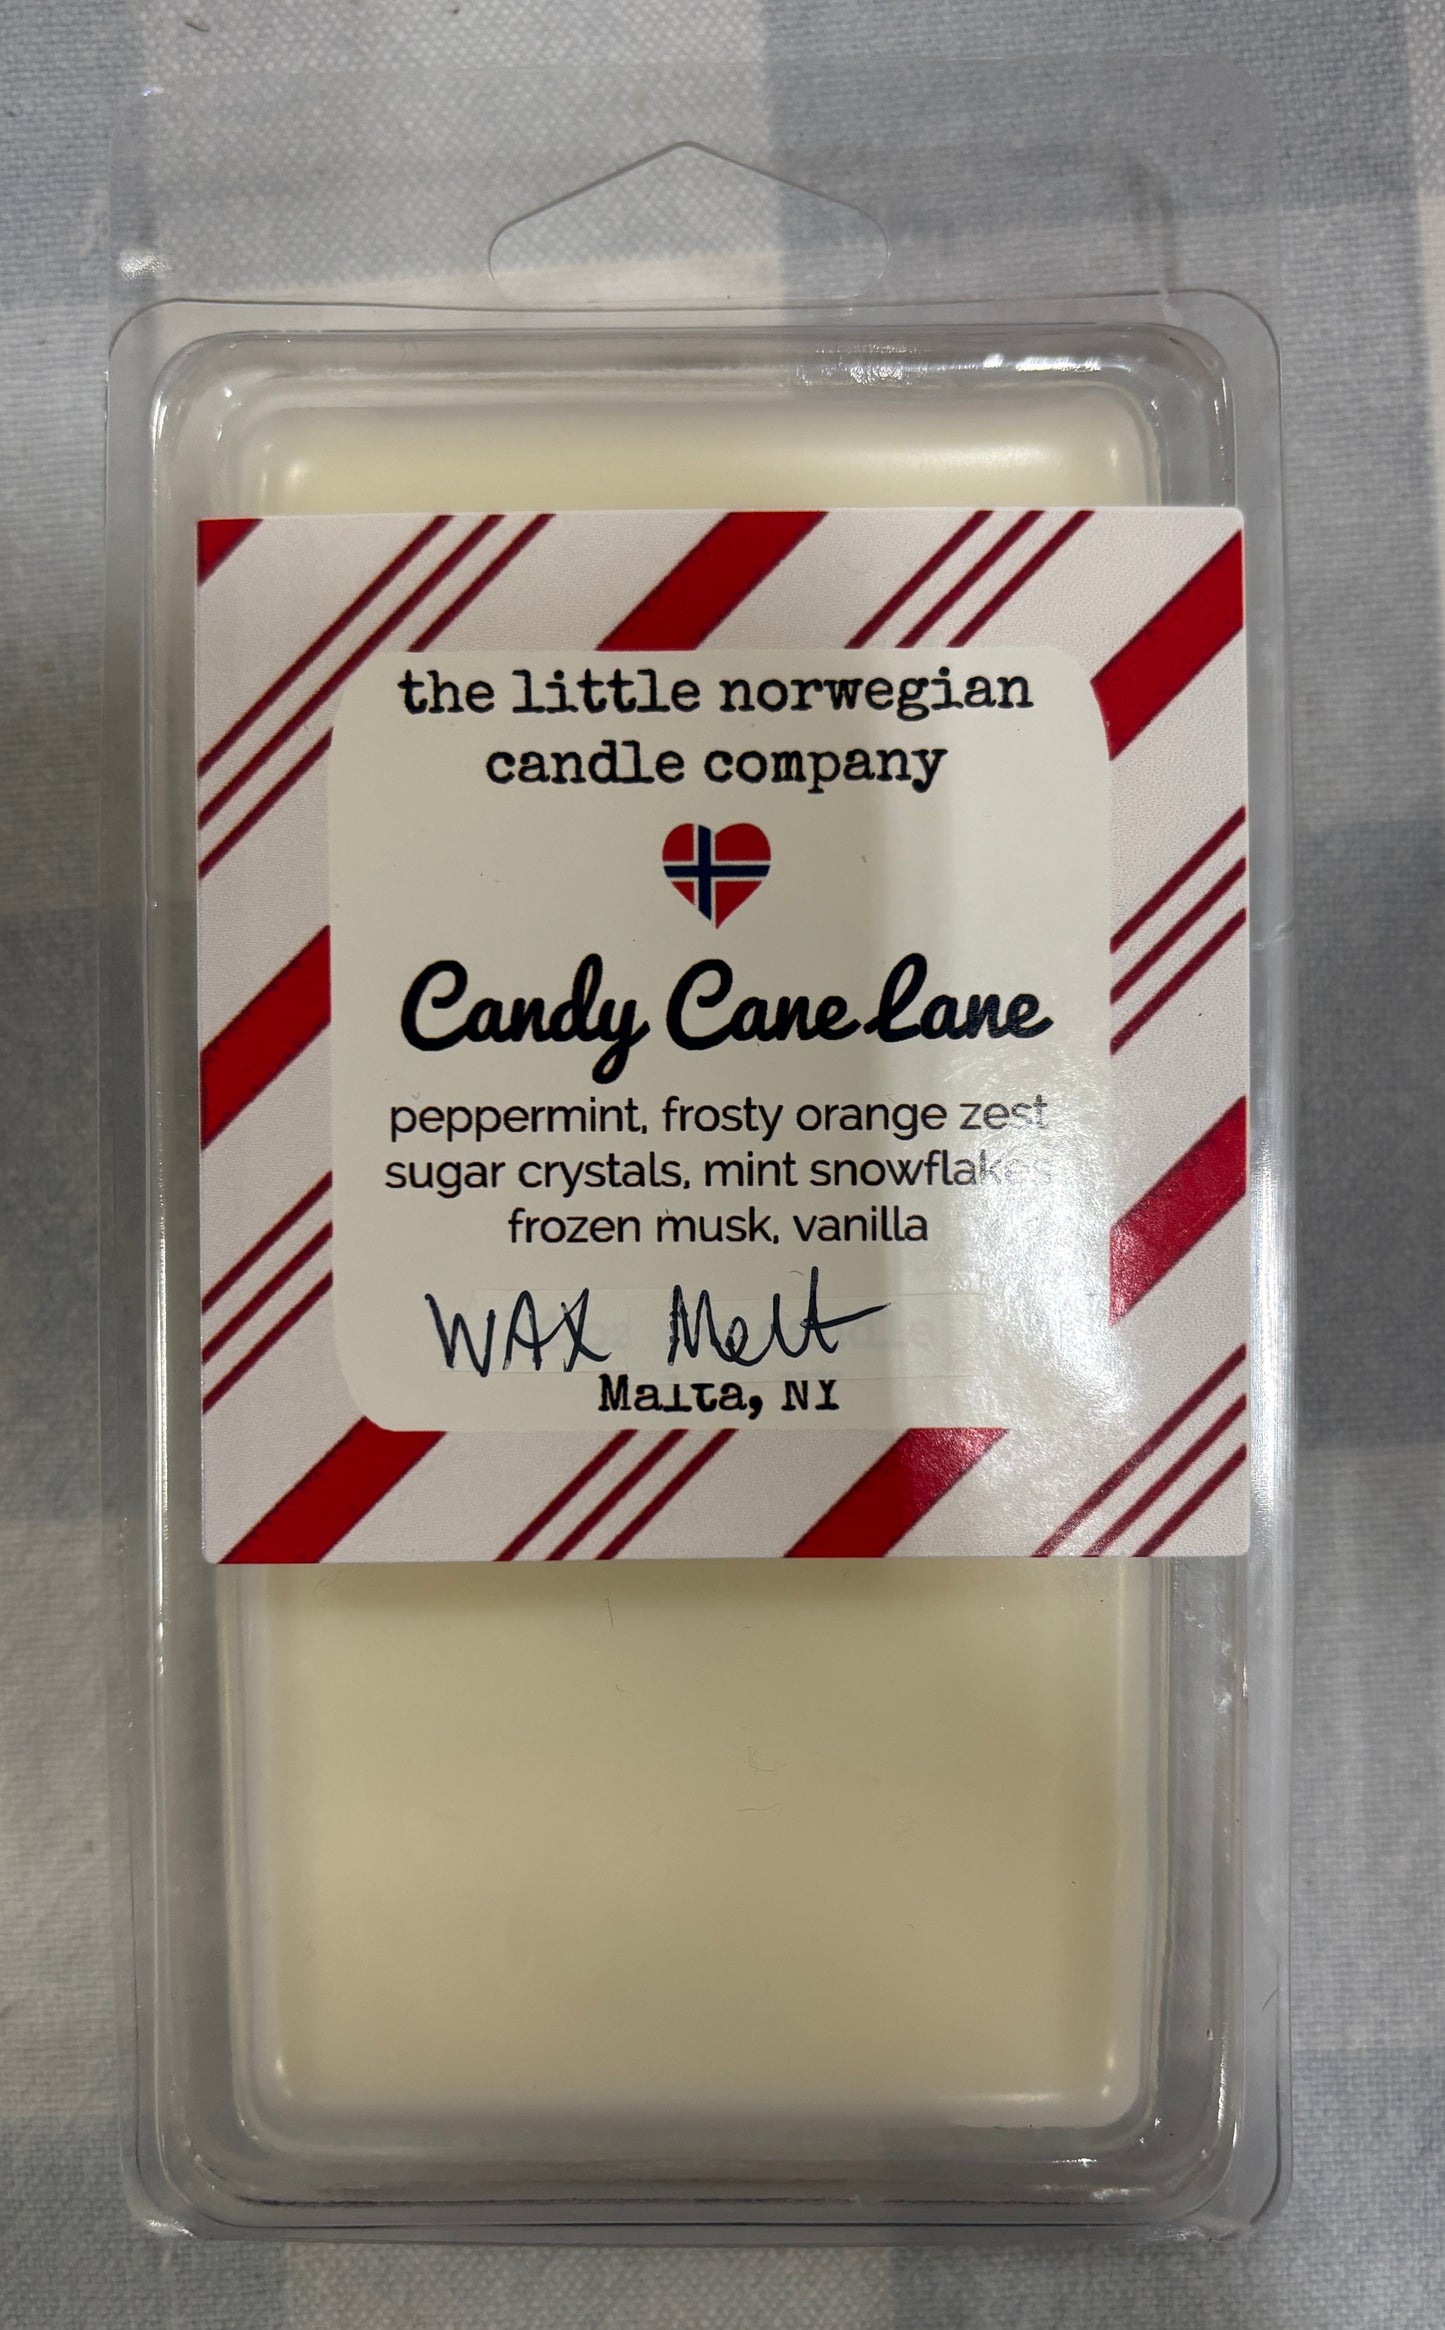 the little norwegian
candle company
Candy Cane Lane
peppermint, frosty orange zest
sugar crystals, mint snowflakes
frozen musk, vanilla
WAX Melt
Malta, NY